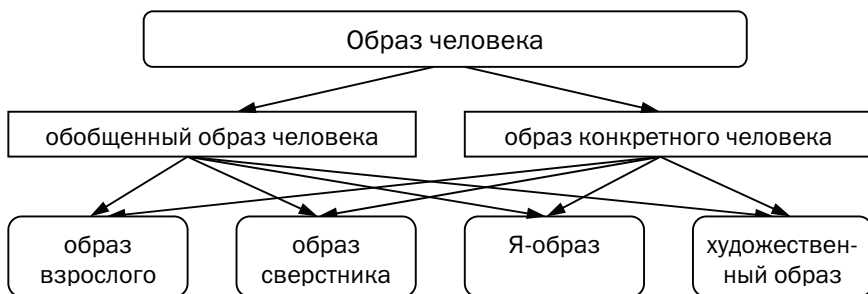 Образ человека
обобщенный образ человека
образ конкретного человека
образ
взрослого
образ
сверстника
Я-образ
художествен-
ный образ